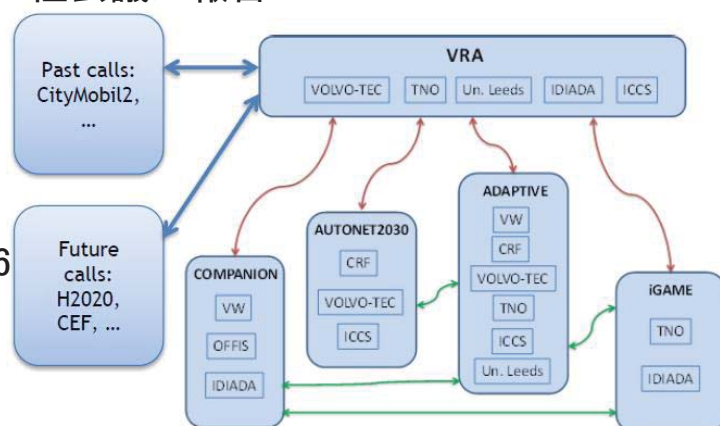 Past calls:
CityMobil2,
...
Future
calls:
H2020,
CEF, ...
6
VRA
VOLVO-TEC
TNO
Un. Leeds
IDIADA
ICCS
COMPANION
VW
OFFIS
IDIADA
AUTONET2030
CRF
VOLVO-TEC
ICCS
ADAPTIVE
VW
CRF
VOLVO-TEC
TNO
ICCS
Un. Leeds
iGAME
TNO
IDIADA